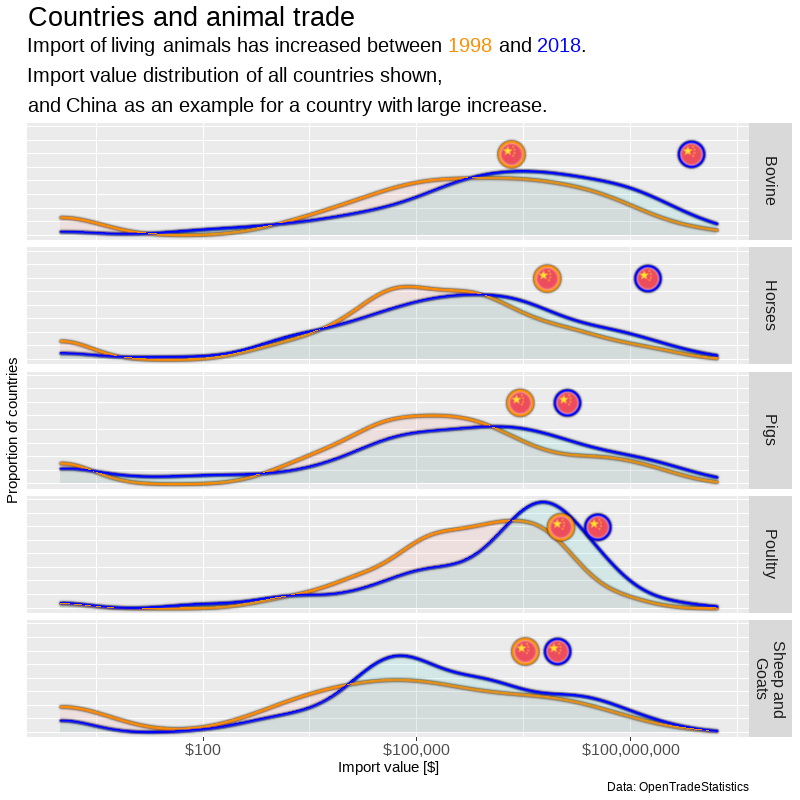 Countries and animal trade
Import of living animals has increased between 1998 and 2018.
Import value distribution of all countries shown,
and China as an example for a country with large increase.
Proportion of countries
Bovine
Horses
Pigs
Poultry
Sheep and
Goats
$100
$100,000
$100,000,000
Import value [$]
Data: OpenTradeStatistics